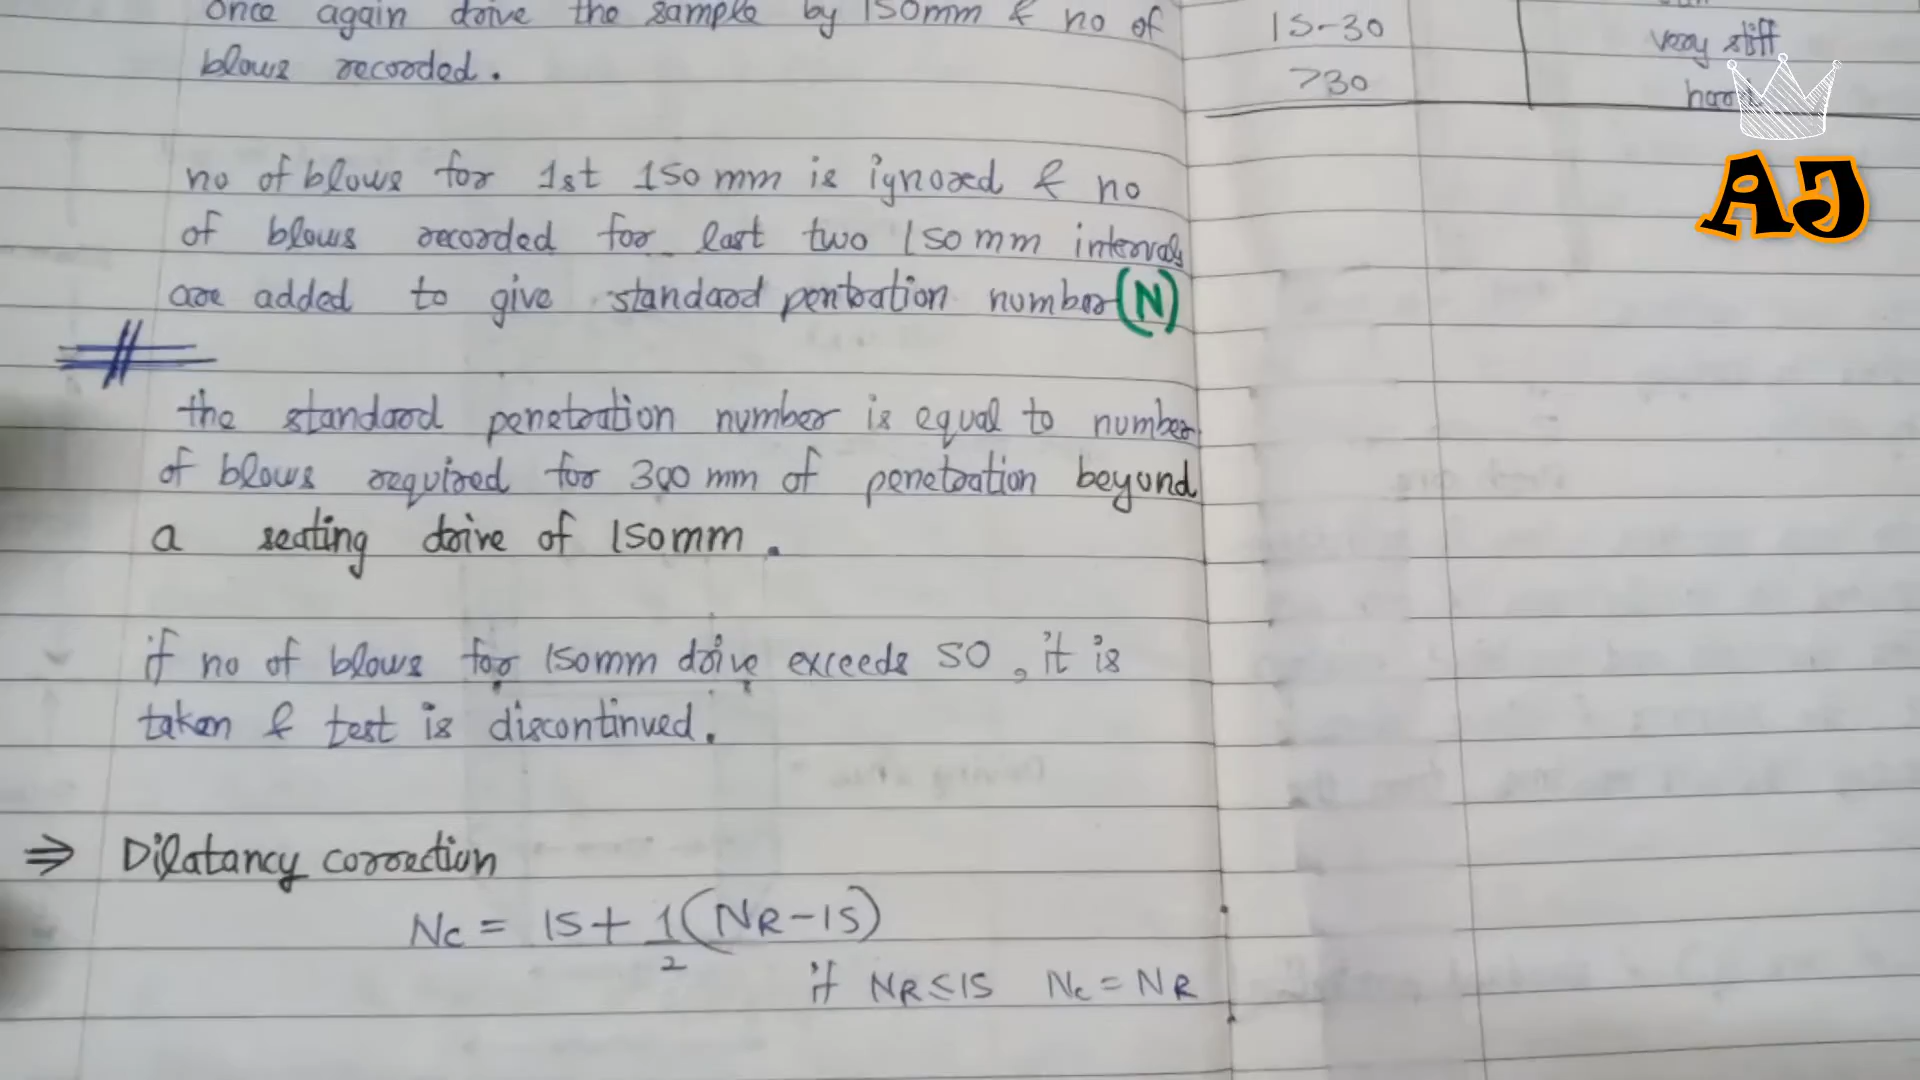 once again drive the sample by 150mm & no of
blows recorded.
no of blows for 1st 150 mm is ignored & no
of blows recorded for last two 150 mm intervals
are added to give standard pentration number (N)
the standard penetration number is equal to number
of blows required for 300 mm of penetration beyond
a seating drive of 150mm.
if no of blows for 150mm drive exceeds 50, it is
taken & test is discontinued.
⇒ Dilatancy correction
Nc = 15 + 1/2 (NR - 15)
if NR ≤ 15 Nc = NR
15-30 very stiff
>30
AJ